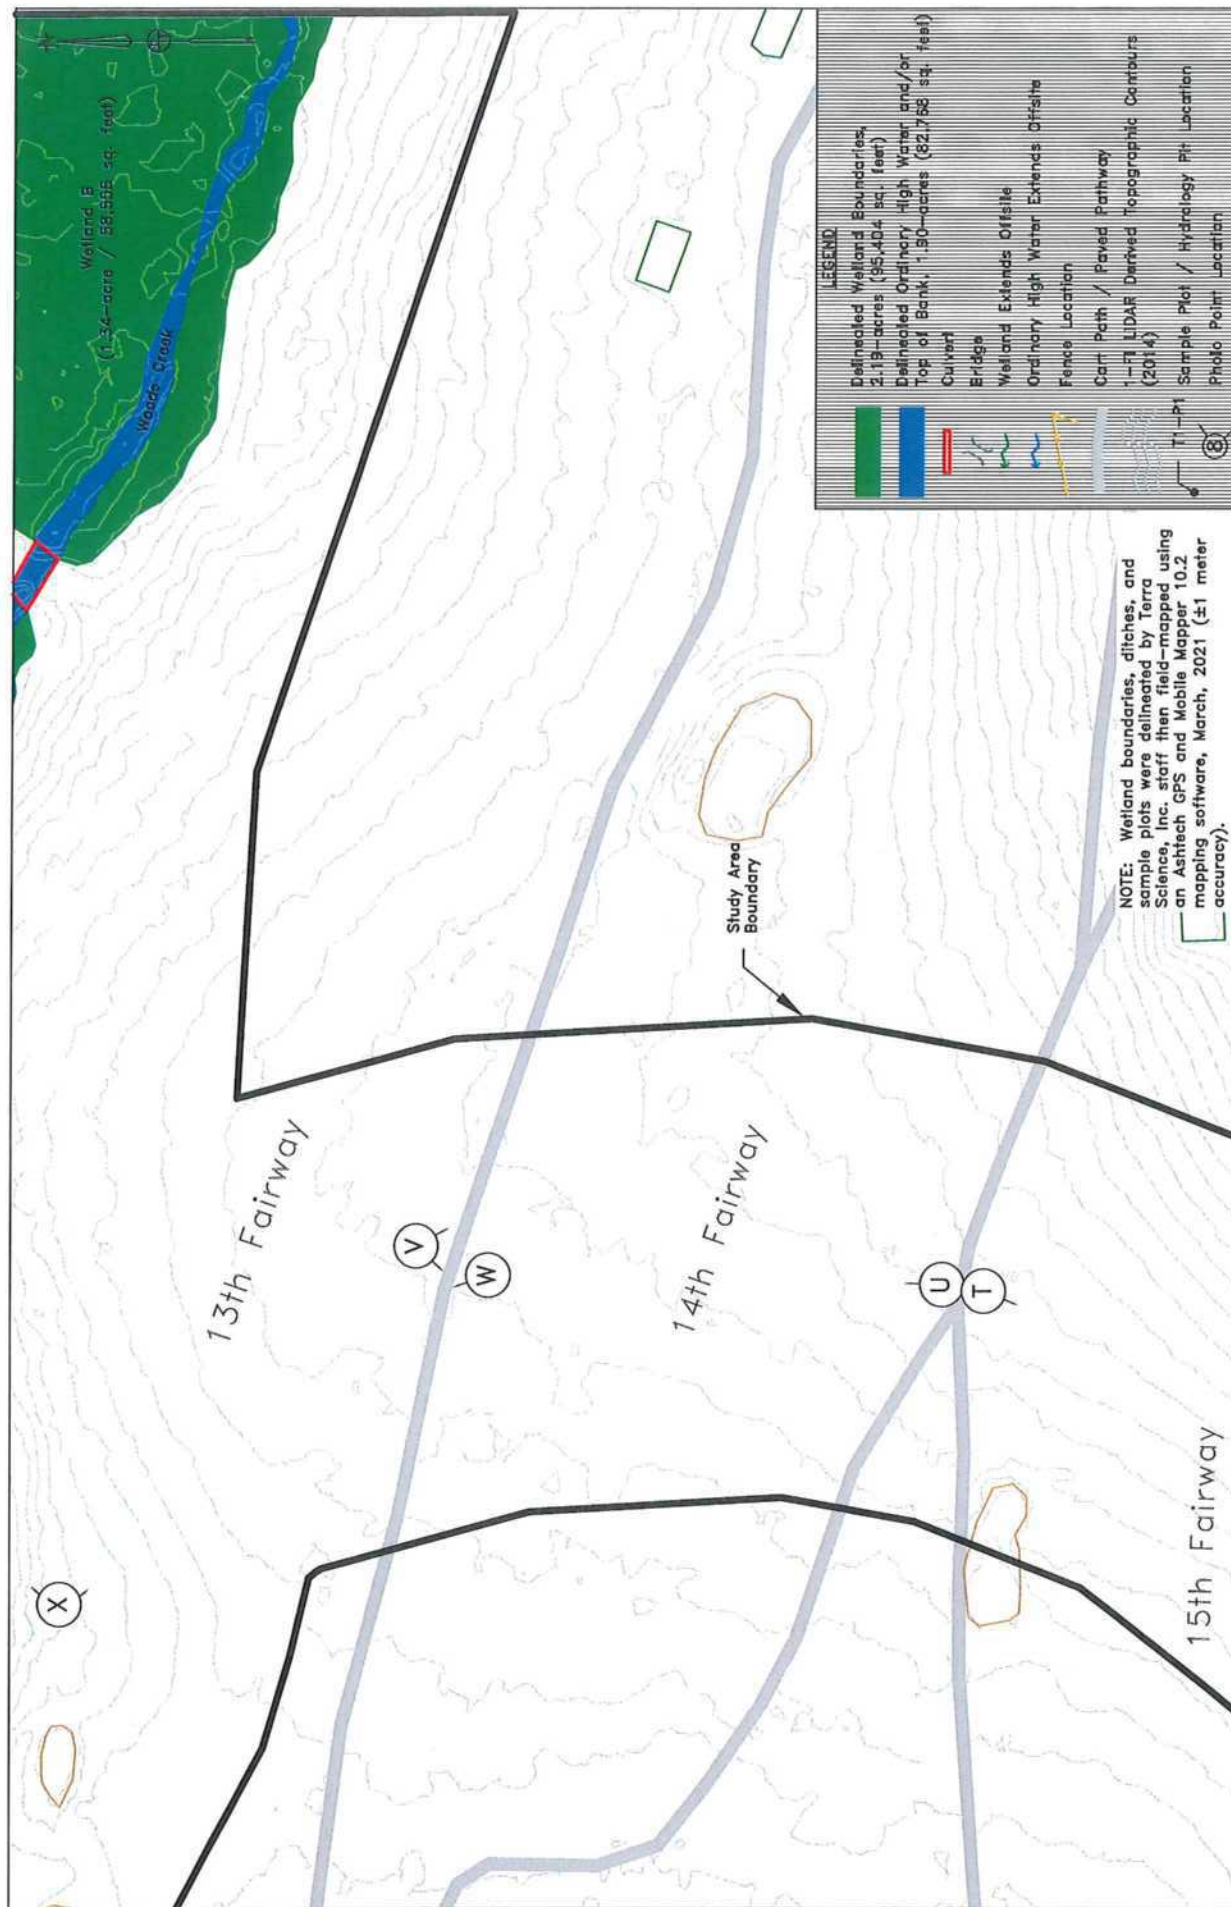 Wetland B
(1.34-acre / 58,555 sq. feet)
Woods Creek
13th Fairway
14th Fairway
15th Fairway
X
V
W
U
T
Study Area
Boundary
LEGEND
Delineated Wetland Boundaries,
2.19-acres (95,404 sq. feet)
Delineated Ordinary High Water and/or
Top of Bank, 1.90-acres (82,768 sq. feet)
Culvert
Bridge
Wetland Extends Offsite
Ordinary High Water Extends Offsite
Fence Location
Cart Path / Paved Pathway
1-Ft LIDAR Derived Topographic Contours
(2014)
T1-P1 Sample Plot / Hydrology Pit Location
8 Photo Point Location
NOTE: Wetland boundaries, ditches, and
sample plots were delineated by Terra
Science, Inc. staff then field-mapped using
an Ashtech GPS and Mobile Mapper 10.2
mapping software, March, 2021 (±1 meter
accuracy).